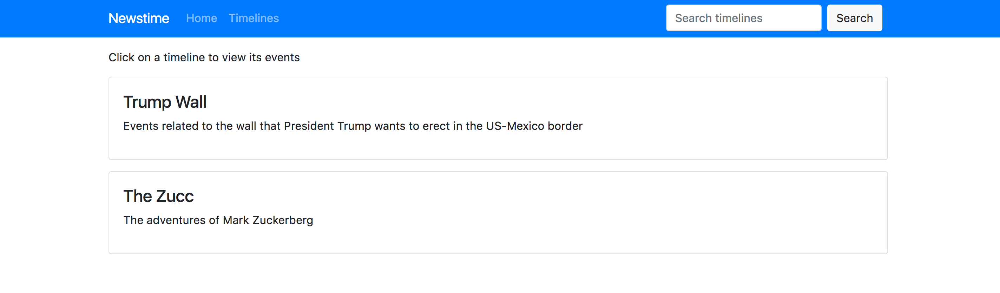 Newstime Home Timelines Search timelines Search
Click on a timeline to view its events
Trump Wall
Events related to the wall that President Trump wants to erect in the US-Mexico border
The Zucc
The adventures of Mark Zuckerberg